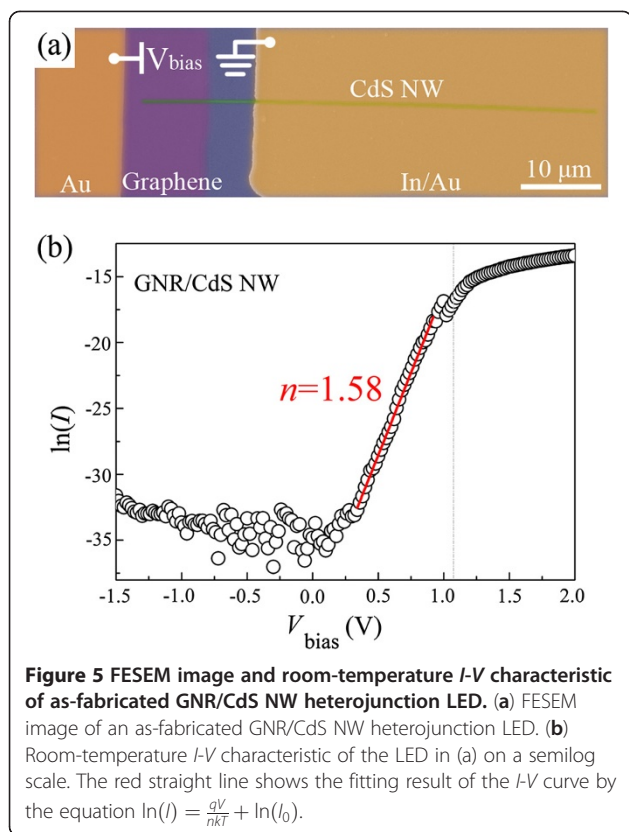 (a)
Vbias
CdS NW
Au Graphene In/Au 10 μm
(b)
GNR/CdS NW
n=1.58
ln(I)
-15
-20
-25
-30
-35
-1.5 -1.0 -0.5 0.0 0.5 1.0 1.5 2.0
Vbias (V)
Figure 5 FESEM image and room-temperature I-V characteristic
of as-fabricated GNR/CdS NW heterojunction LED. (a) FESEM
image of an as-fabricated GNR/CdS NW heterojunction LED. (b)
Room-temperature I-V characteristic of the LED in (a) on a semilog
scale. The red straight line shows the fitting result of the I-V curve by
the equation ln(I) = qV/nkT + ln(I₀).